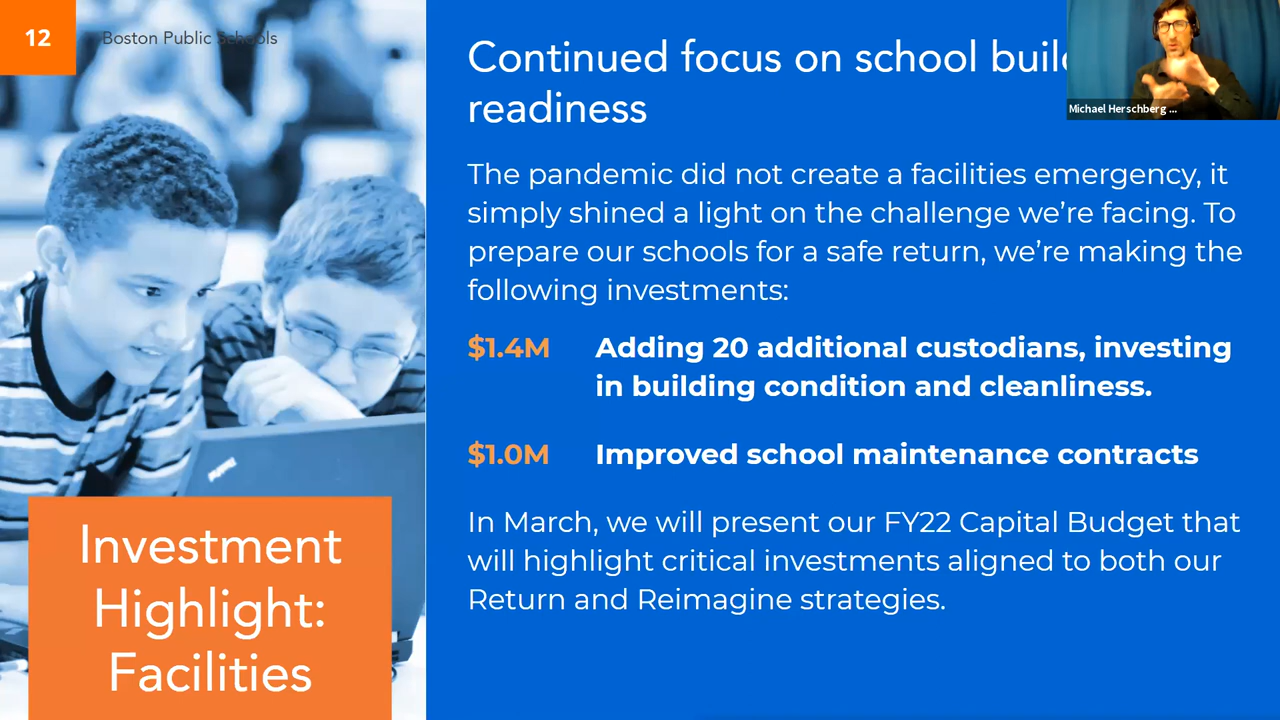 12
Boston Public Schools
Continued focus on school
readiness
Michael Herschberg ...
The pandemic did not create a facilities emergency, it
simply shined a light on the challenge we're facing. To
prepare our schools for a safe return, we're making the
following investments:
$1.4M Adding 20 additional custodians, investing
in building condition and cleanliness.
$1.0M Improved school maintenance contracts
In March, we will present our FY22 Capital Budget that
will highlight critical investments aligned to both our
Return and Reimagine strategies.
Investment
Highlight:
Facilities